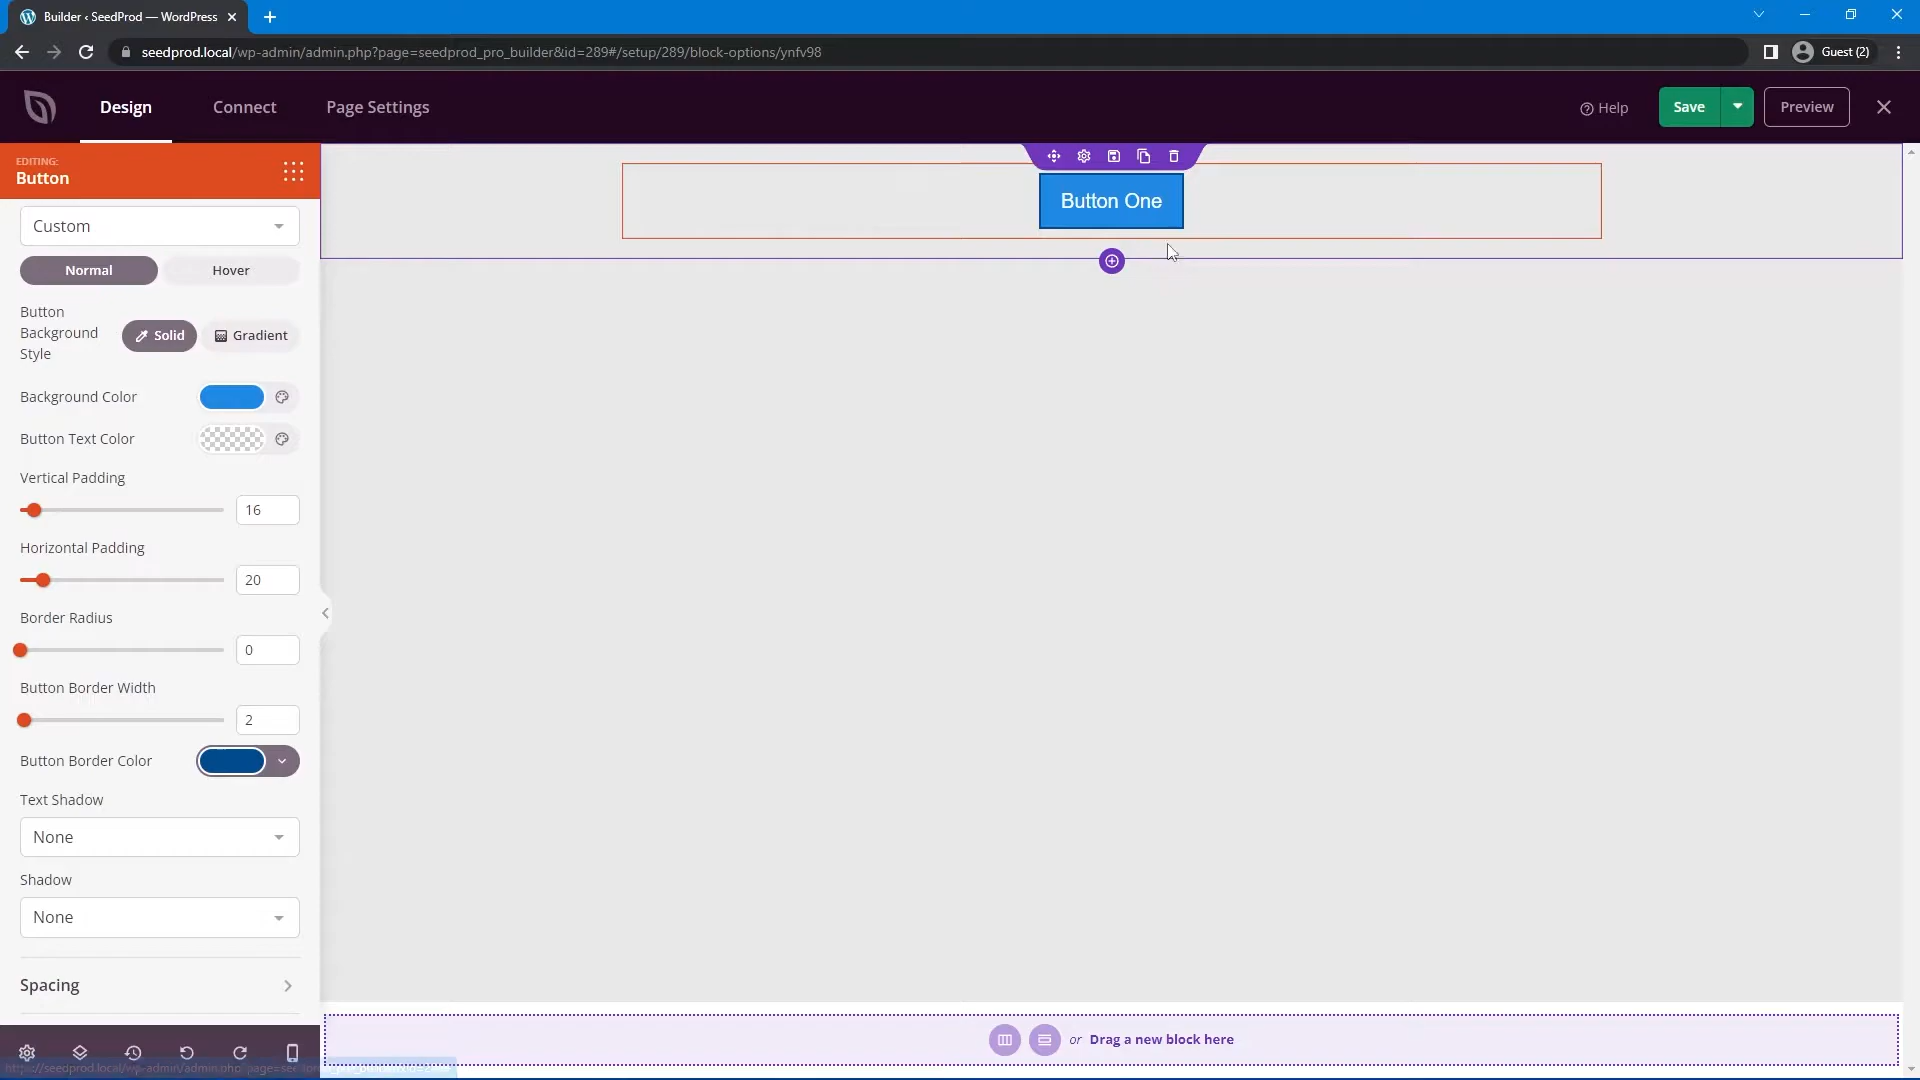 Builder ‹ SeedProd — WordPress
seedprod.local/wp-admin/admin.php?page=seedprod_pro_builder&id=289#/setup/289/block-options/ynfv98
Guest (2)
Design
Connect
Page Settings
Help
Save
Preview
EDITING:
Button
Custom
Normal
Hover
Button
Background
Style
Solid
Gradient
Background Color
Button Text Color
Vertical Padding
16
Horizontal Padding
20
Border Radius
0
Button Border Width
2
Button Border Color
Text Shadow
None
Shadow
None
Spacing
Button One
or Drag a new block here